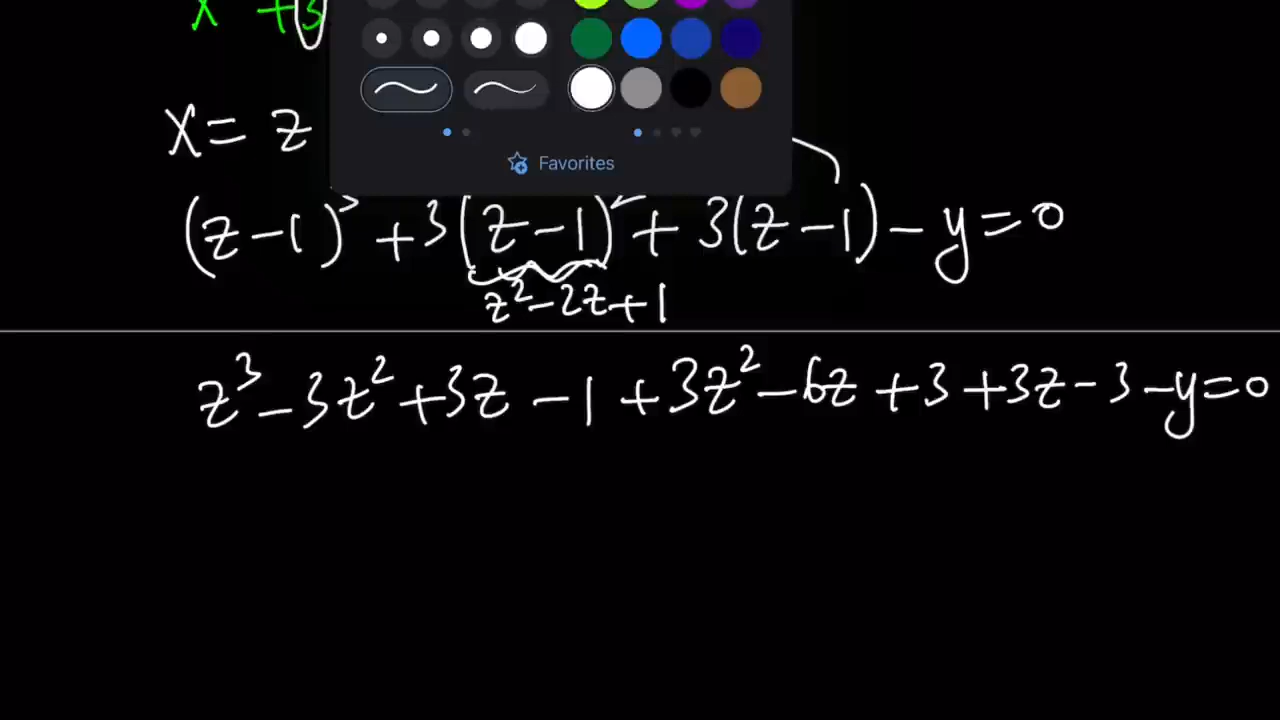 x + 3
x = z
Favorites
(z-1)³ + 3(z-1)² + 3(z-1) - y = 0
z² - 2z + 1
z³ - 3z² + 3z - 1 + 3z² - 6z + 3 + 3z - 3 - y = 0